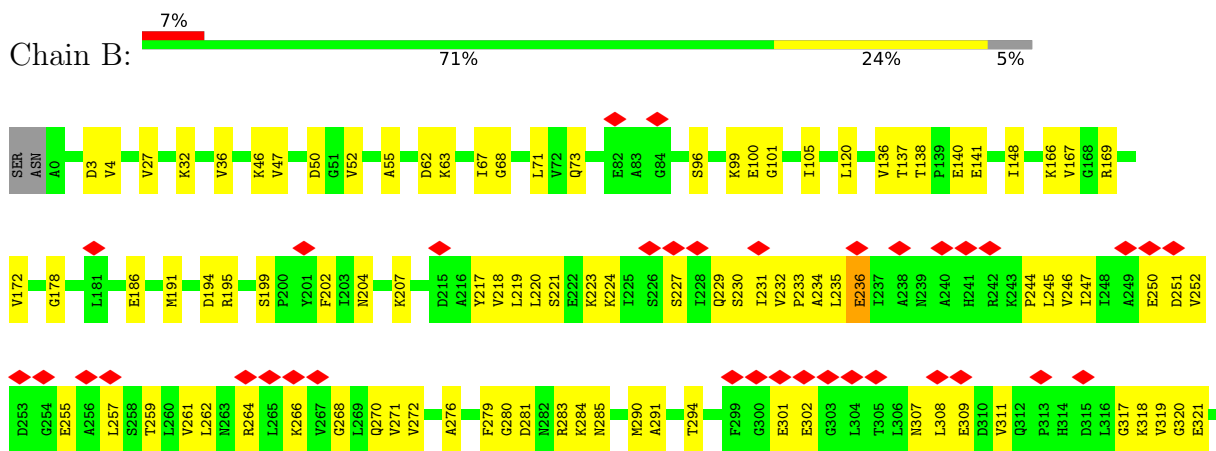 7%
Chain B:
71% 24% 5%
SER ASN A0 D3 V4 V27 K32 V36 K46 V47 D50 G51 V52 A55 D62 K63 I67 G68 L71 V72 Q73 E82 A83 G84 S96 K99 E100 G101 I105 L120 V136 T137 T138 P139 E140 E141 I148 K166 V167 G168 R169
V172 G178 L181 E186 M191 D194 R195 S199 P200 Y201 F202 I203 N204 K207 D215 A216 Y217 V218 L219 L220 S221 E222 K223 K224 I225 S226 S227 I228 Q229 S230 I231 V232 P233 A234 L235 E236 I237 A238 N239 A240 H241 R242 K243 P244 L245 V246 I247 I248 A249 E250 D251 V252
D253 G254 E255 A256 L257 S258 T259 L260 V261 L262 N263 R264 L265 K266 V267 G268 L269 Q270 V271 V272 A276 F279 G280 D281 N282 R283 K284 N285 M290 A291 T294 F299 G300 E301 E302 G303 L304 T305 L306 N307 L308 E309 D310 V311 Q312 P313 H314 D315 L316 G317 K318 V319 G320 E321